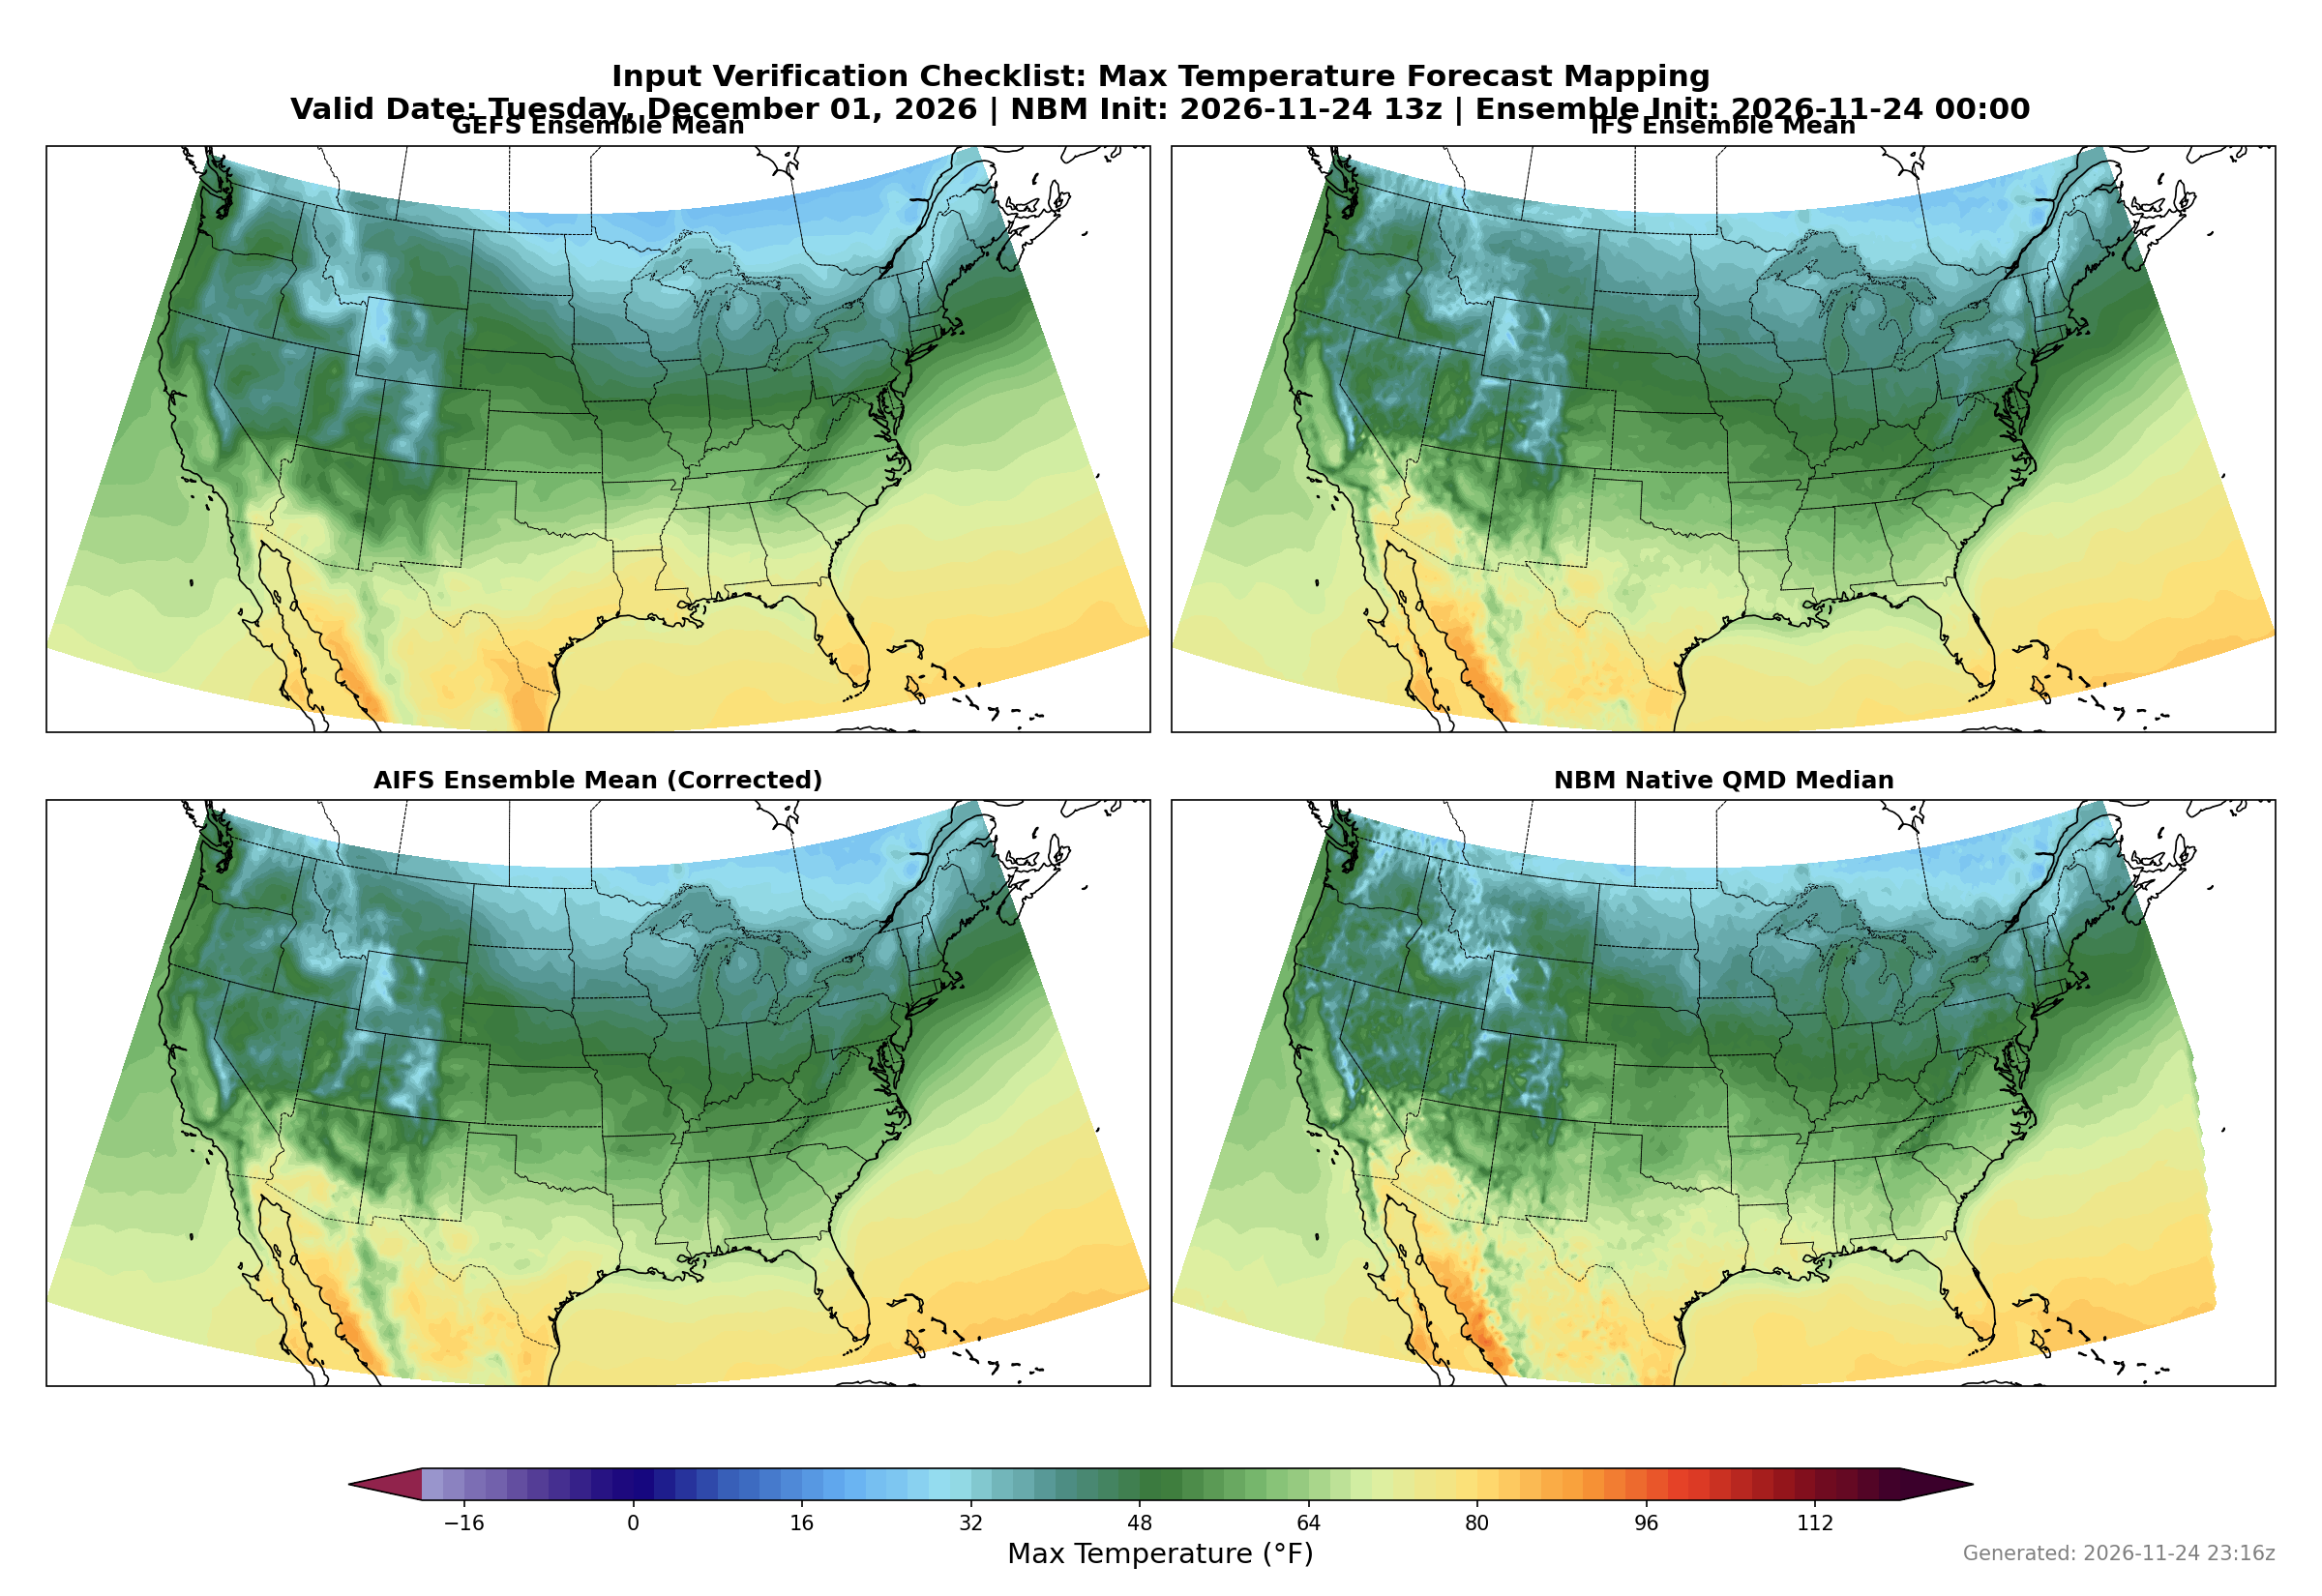 Input Verification Checklist: Max Temperature Forecast Mapping
Valid Date: Tuesday, December 01, 2026 | NBM Init: 2026-11-24 13z | Ensemble Init: 2026-11-24 00:00
GEFS Ensemble Mean
IFS Ensemble Mean
AIFS Ensemble Mean (Corrected)
NBM Native QMD Median
−16 0 16 32 48 64 80 96 112
Max Temperature (°F)
Generated: 2026-11-24 23:16z